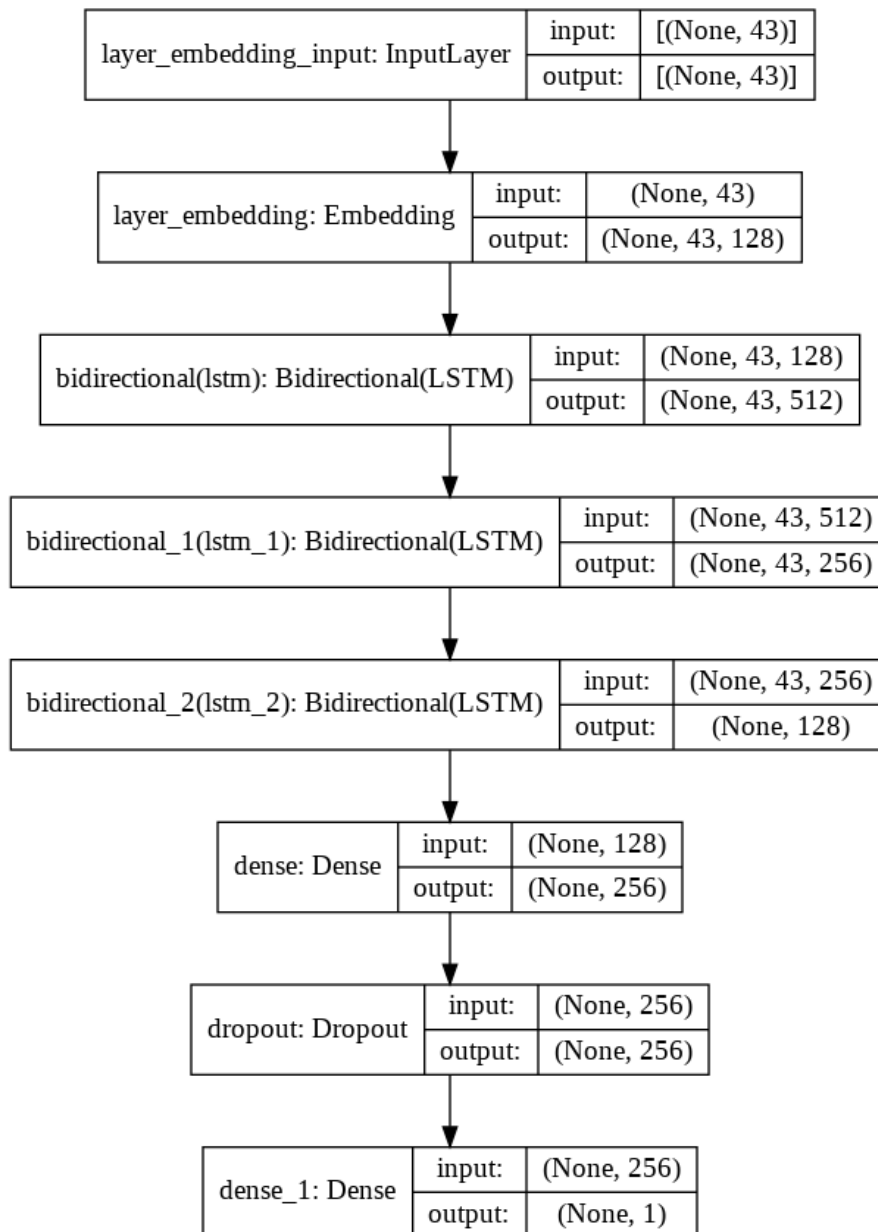 layer_embedding_input: InputLayer
input: [(None, 43)]
output: [(None, 43)]
layer_embedding: Embedding
input: (None, 43)
output: (None, 43, 128)
bidirectional(lstm): Bidirectional(LSTM)
input: (None, 43, 128)
output: (None, 43, 512)
bidirectional_1(lstm_1): Bidirectional(LSTM)
input: (None, 43, 512)
output: (None, 43, 256)
bidirectional_2(lstm_2): Bidirectional(LSTM)
input: (None, 43, 256)
output: (None, 128)
dense: Dense
input: (None, 128)
output: (None, 256)
dropout: Dropout
input: (None, 256)
output: (None, 256)
dense_1: Dense
input: (None, 256)
output: (None, 1)